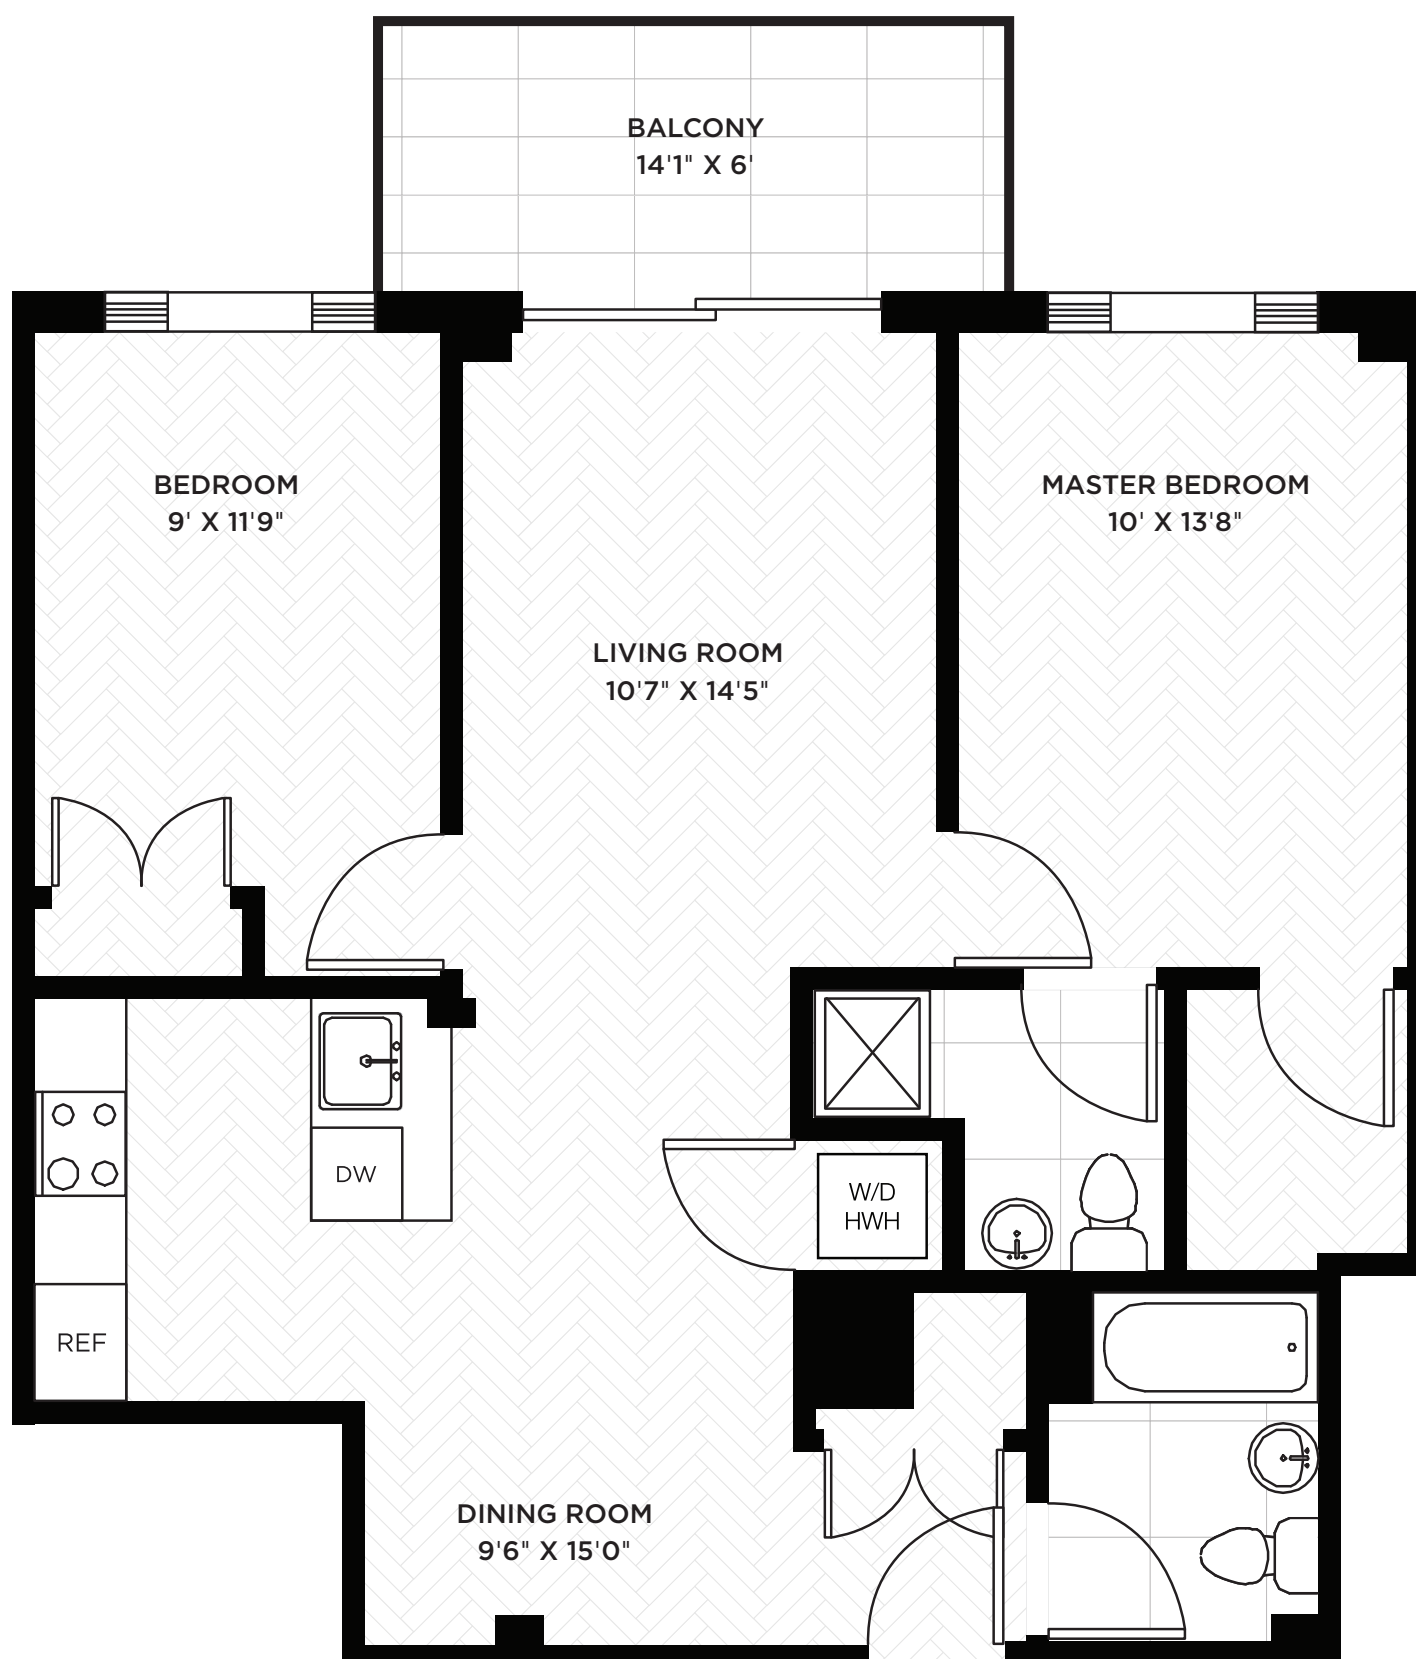 BALCONY
14'1" X 6'
BEDROOM
9' X 11'9"
MASTER BEDROOM
10' X 13'8"
LIVING ROOM
10'7" X 14'5"
DW
W/D
HWH
REF
DINING ROOM
9'6" X 15'0"